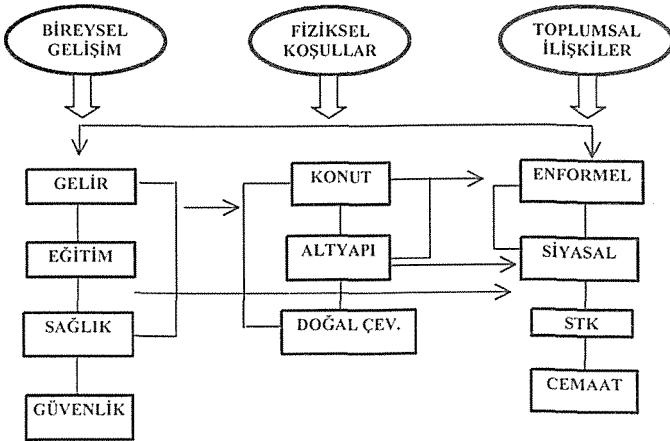 BİREYSEL
GELİŞİM
FİZİKSEL
KOŞULLAR
TOPLUMSAL
İLİŞKİLER
GELİR
EĞİTİM
SAĞLIK
GÜVENLİK
KONUT
ALTYAPI
DOĞAL ÇEV.
ENFORMEL
SİYASAL
STK
CEMAAT